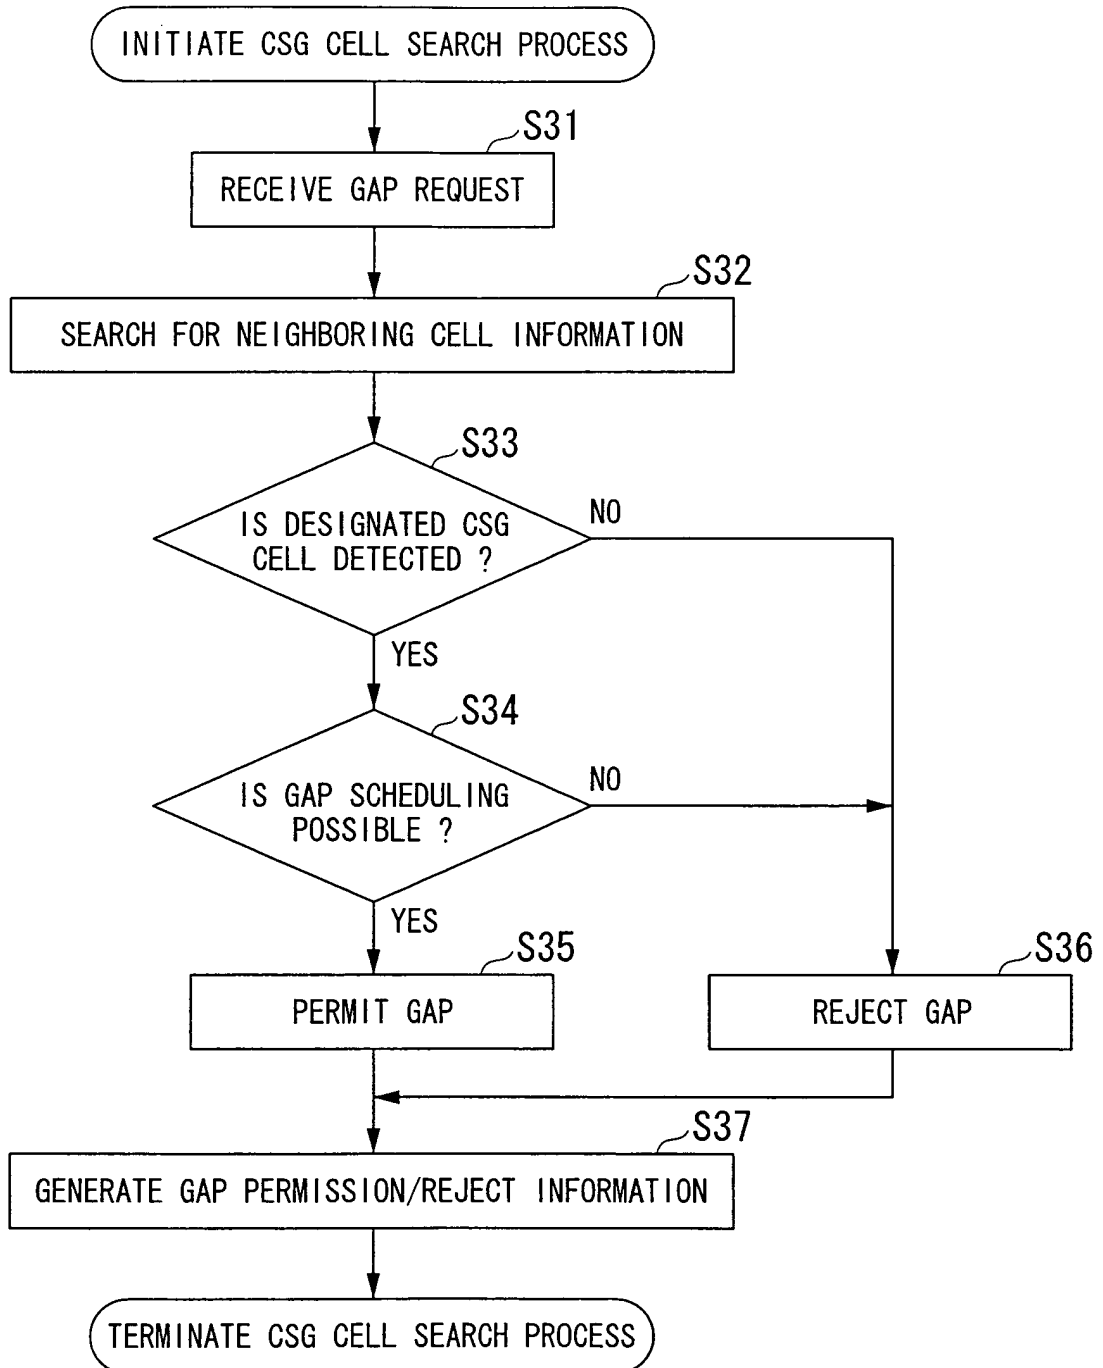 INITIATE CSG CELL SEARCH PROCESS
S31
RECEIVE GAP REQUEST
S32
SEARCH FOR NEIGHBORING CELL INFORMATION
S33
IS DESIGNATED CSG
CELL DETECTED ?
NO
YES
S34
IS GAP SCHEDULING
POSSIBLE ?
NO
YES
S35
PERMIT GAP
S36
REJECT GAP
S37
GENERATE GAP PERMISSION/REJECT INFORMATION
TERMINATE CSG CELL SEARCH PROCESS